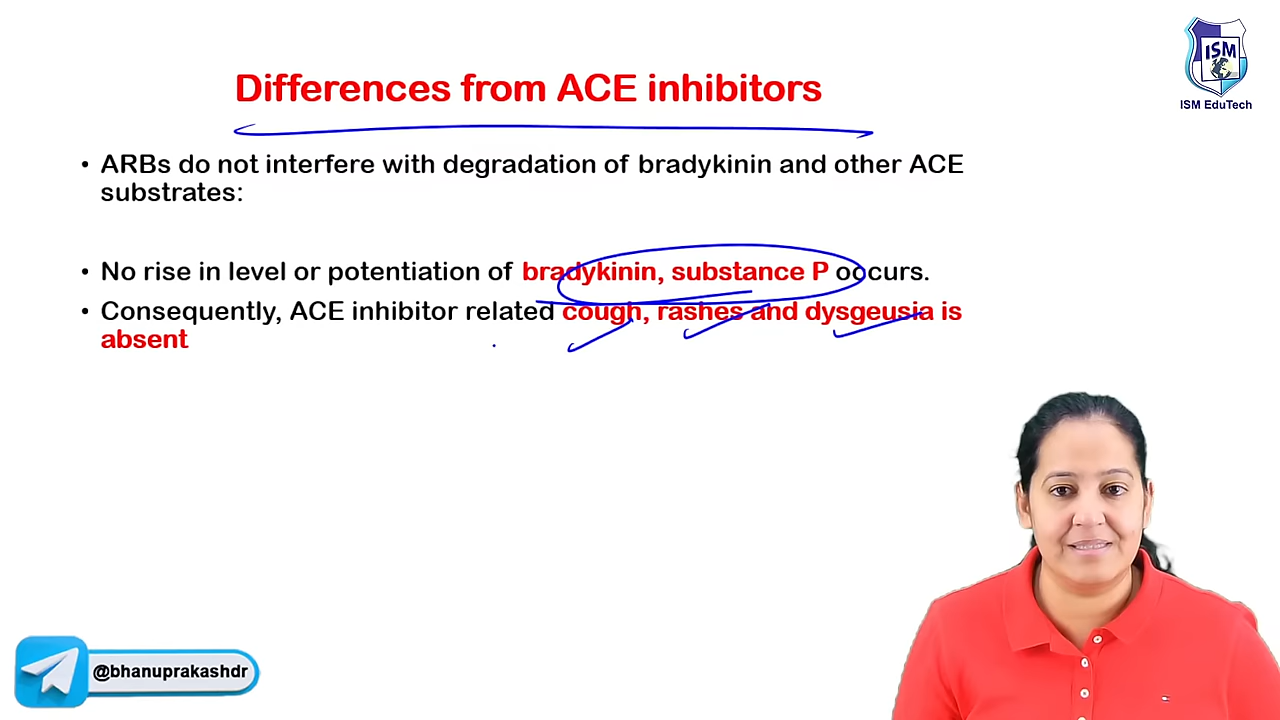 ISM
ISM EduTech
Differences from ACE inhibitors
• ARBs do not interfere with degradation of bradykinin and other ACE
substrates:
• No rise in level or potentiation of bradykinin, substance P occurs.
• Consequently, ACE inhibitor related cough, rashes and dysgeusia is
absent
@bhanuprakashdr